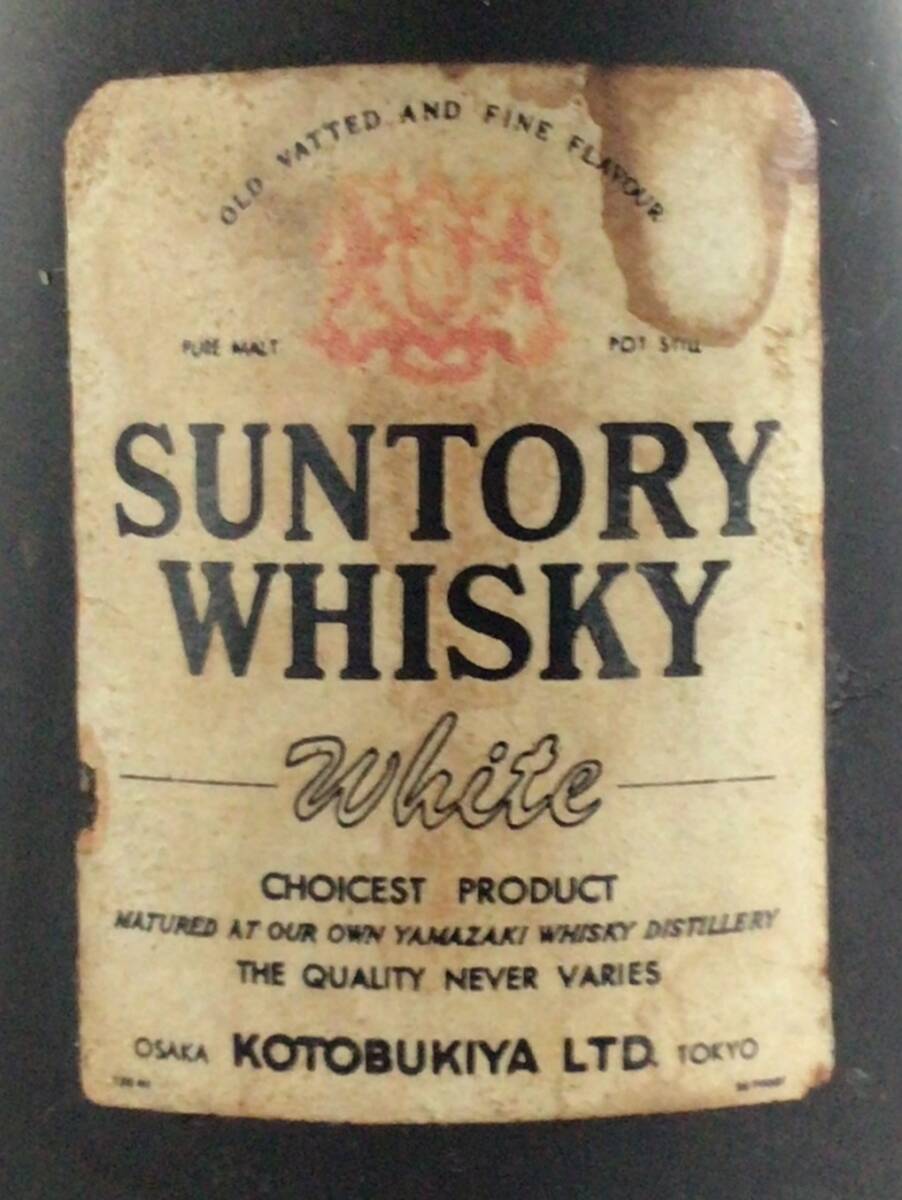 OLD VATTED AND FINE FLAVOUR
PURE MALT POT STILL
SUNTORY
WHISKY
White
CHOICEST PRODUCT
MATURED AT OUR OWN YAMAZAKI WHISKY DISTILLERY
THE QUALITY NEVER VARIES
OSAKA KOTOBUKIYA LTD. TOKYO